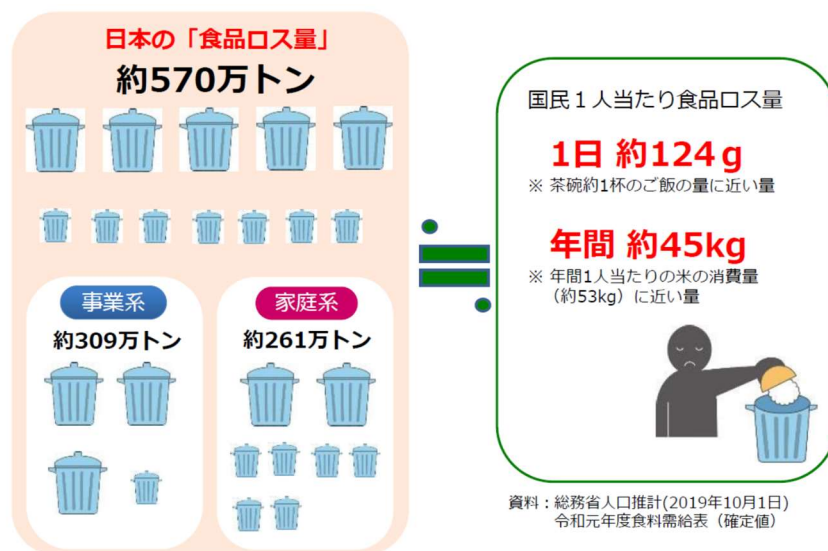 日本の「食品ロス量」
約570万トン
事業系
約309万トン
家庭系
約261万トン
国民1人当たり食品ロス量
1日 約124g
※ 茶碗約1杯のご飯の量に近い量
年間 約45kg
※ 年間1人当たりの米の消費量
(約53kg)に近い量
資料:総務省人口推計(2019年10月1日)
令和元年度食料需給表(確定値)